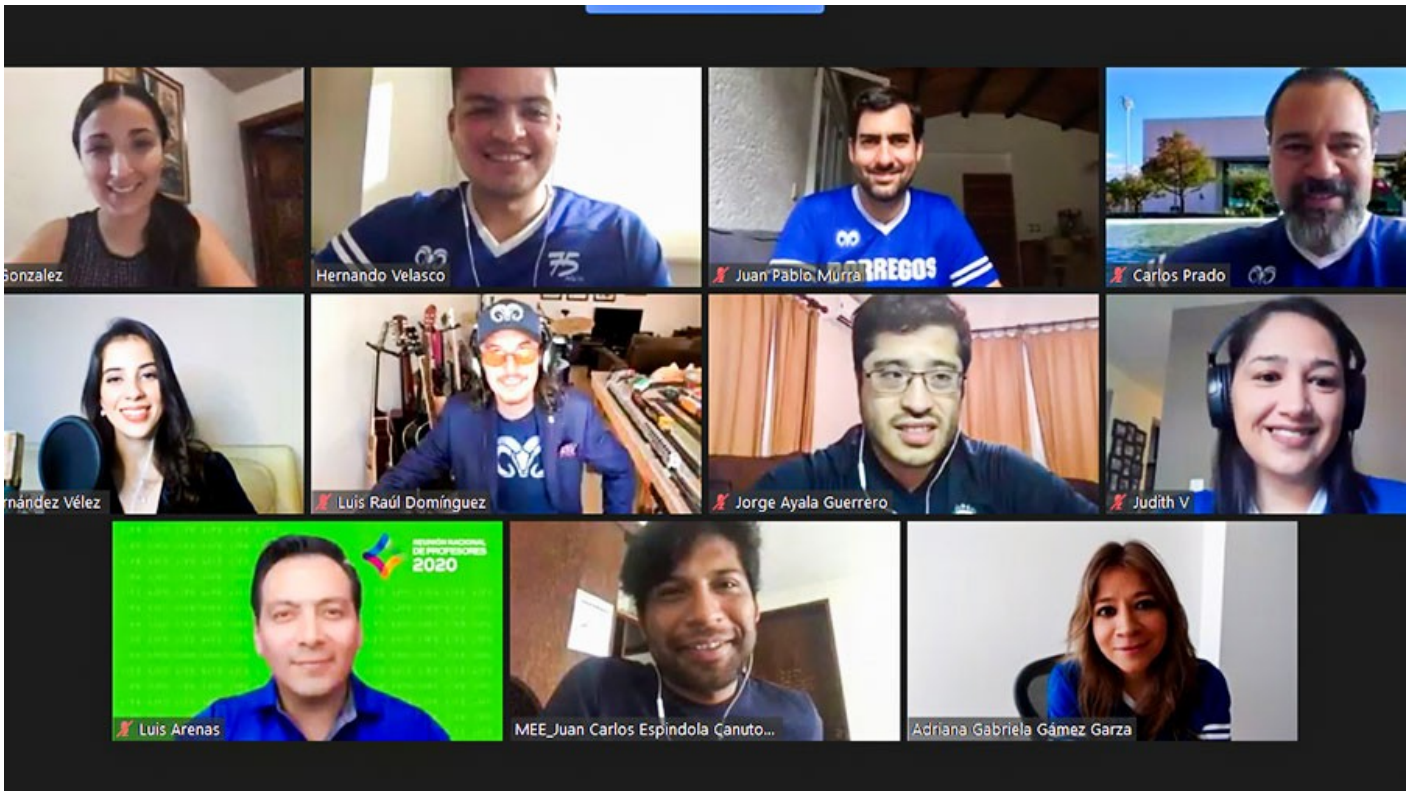 Gonzalez
Hernando Velasco
75
BORREGOS
Juan Pablo Murra
Carlos Prado
rnández Vélez
Luis Raúl Domínguez
Jorge Ayala Guerrero
Judith V
REUNIÓN NACIONAL
DE PROFESORES
2020
Luis Arenas
MEE_Juan Carlos Espindola Canuto...
Adriana Gabriela Gámez Garza